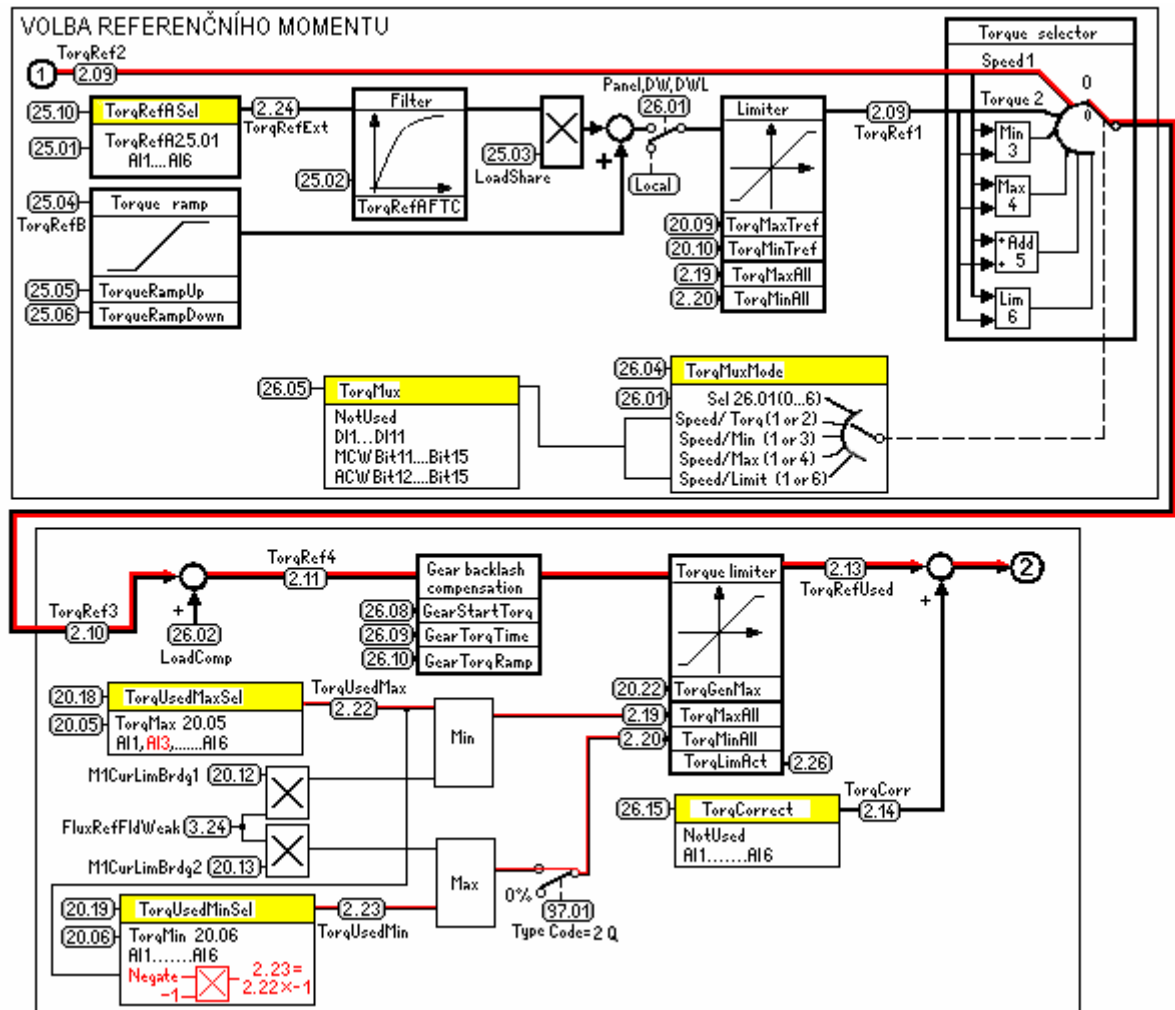 VOLBA REFERENČNÍHO MOMENTU
TorqRef2
1
2.09
25.10
TorqRefASel
25.01
TorqRefA25.01
AI1....AI6
2.24
TorqRefExt
Filter
25.02
TorqRefAFTC
25.03
LoadShare
+
Panel,DW,DWL
26.01
Local
Limiter
20.09
TorqMaxTref
20.10
TorqMinTref
2.19
TorqMaxAll
2.20
TorqMinAll
2.09
TorqRef1
Torque selector
Speed1
0
Torque 2
0
Min
3
Max
4
+ Add
+ 5
Lim
6
25.04
TorqRefB
Torque ramp
25.05
TorqueRampUp
25.06
TorqueRampDown
26.05
TorqMux
NotUsed
DI1...DI11
MCW Bit11....Bit15
ACW Bit12....Bit15
26.04
TorqMuxMode
26.01
Sel 26.01(0...6)
Speed/ Torq (1 or 2)
Speed/Min (1 or 3)
Speed/Max (1 or 4)
Speed/Limit (1 or 6)
TorqRef3
2.10
+
26.02
LoadComp
TorqRef4
2.11
Gear backlash
compensation
26.08
GearStartTorq
26.09
GearTorqTime
26.10
GearTorqRamp
Torque limiter
20.22
TorqGenMax
2.19
TorqMaxAll
2.20
TorqMinAll
TorqLimAct
2.26
2.13
TorqRefUsed
+
2
20.18
TorqUsedMaxSel
20.05
TorqMax 20.05
AI1,AI3,......AI6
TorqUsedMax
2.22
Min
M1CurLimBrdg1
20.12
FluxRefFldWeak
3.24
M1CurLimBrdg2
20.13
Max
0%
97.01
Type Code=2 Q
26.15
TorqCorrect
NotUsed
AI1.......AI6
TorqCorr
2.14
20.19
TorqUsedMinSel
20.06
TorqMin 20.06
AI1.......AI6
Negate
-1
2.23=
2.22×-1
2.23
TorqUsedMin